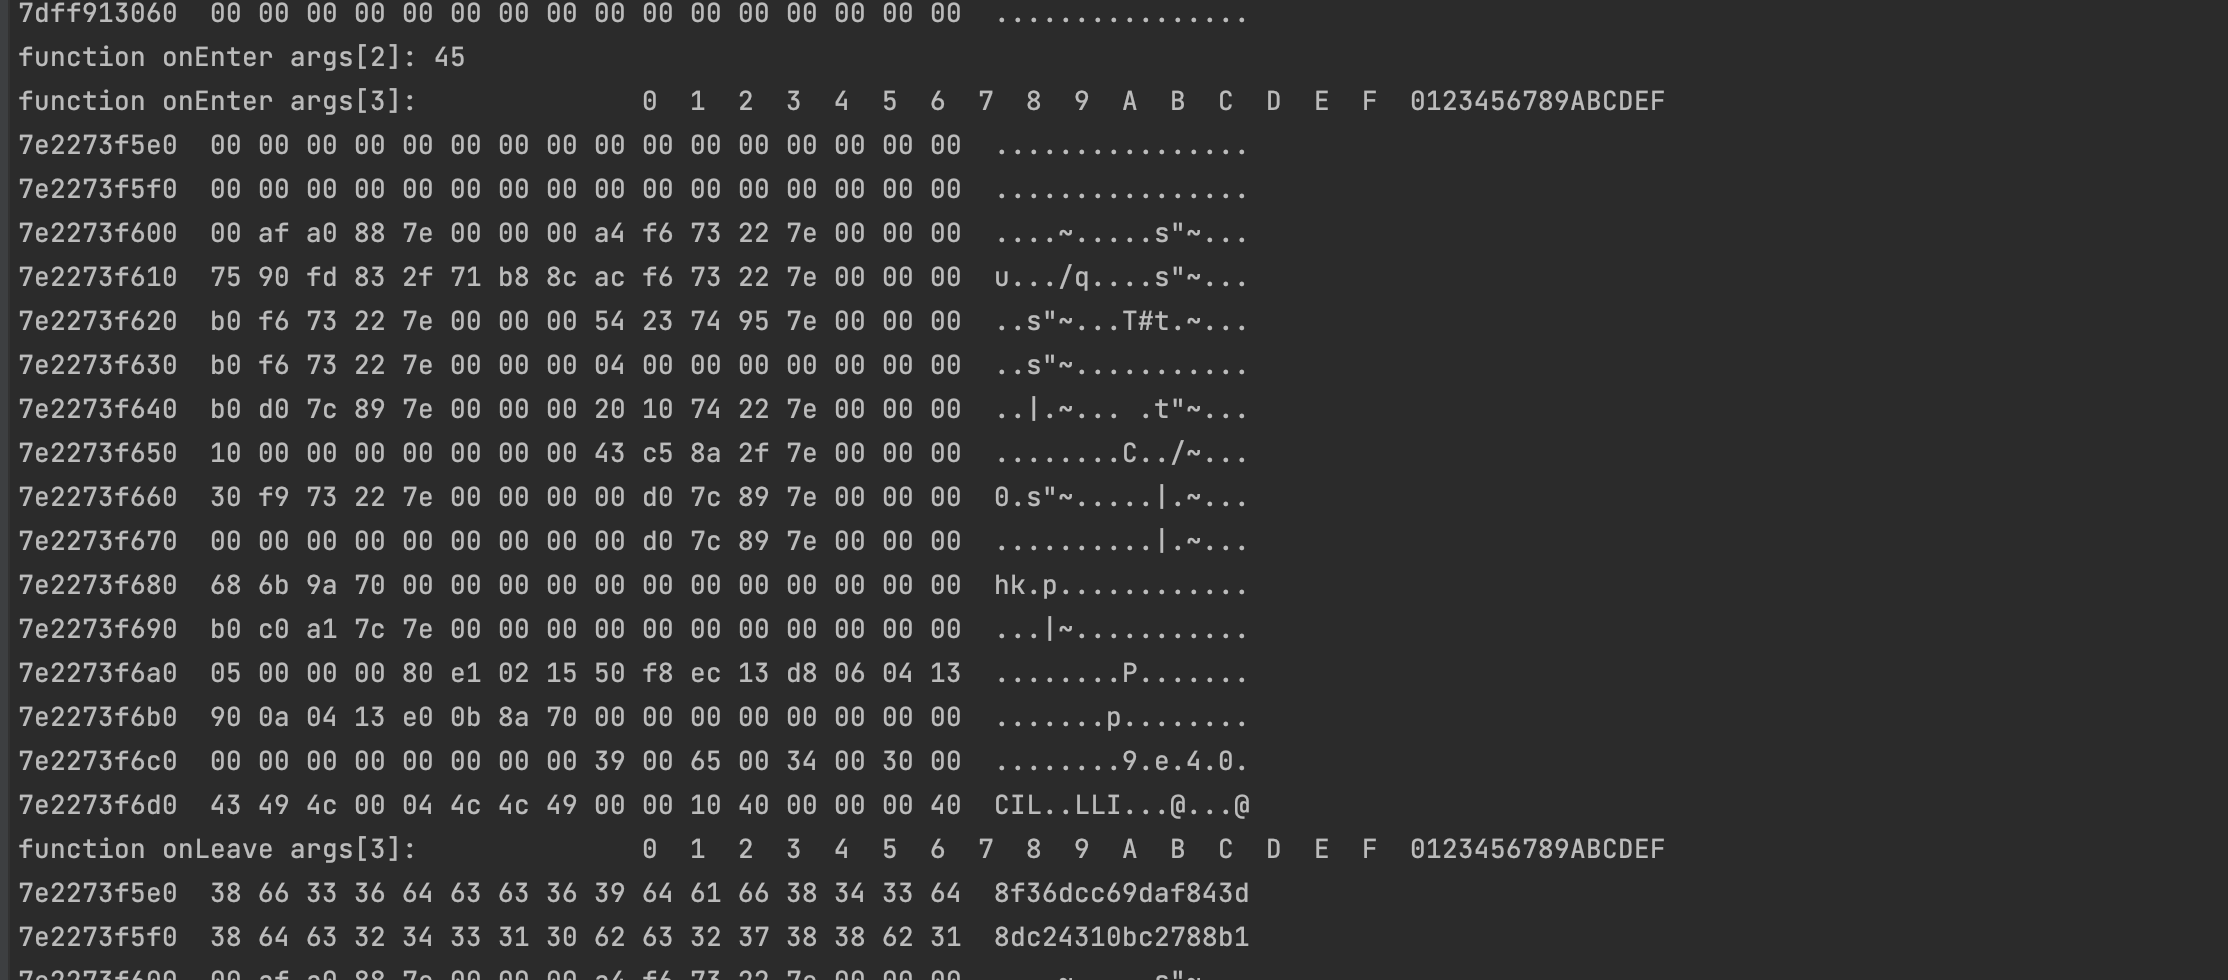 7dff913060  00 00 00 00 00 00 00 00 00 00 00 00 00 00 00 00  ................
function onEnter args[2]: 45
function onEnter args[3]:              0  1  2  3  4  5  6  7  8  9  A  B  C  D  E  F  0123456789ABCDEF
7e2273f5e0  00 00 00 00 00 00 00 00 00 00 00 00 00 00 00 00  ................
7e2273f5f0  00 00 00 00 00 00 00 00 00 00 00 00 00 00 00 00  ................
7e2273f600  00 af a0 88 7e 00 00 00 a4 f6 73 22 7e 00 00 00  ....~.....s"~...
7e2273f610  75 90 fd 83 2f 71 b8 8c ac f6 73 22 7e 00 00 00  u.../q....s"~...
7e2273f620  b0 f6 73 22 7e 00 00 00 54 23 74 95 7e 00 00 00  ..s"~...T#t.~...
7e2273f630  b0 f6 73 22 7e 00 00 00 04 00 00 00 00 00 00 00  ..s"~...........
7e2273f640  b0 d0 7c 89 7e 00 00 00 20 10 74 22 7e 00 00 00  ..|.~... .t"~...
7e2273f650  10 00 00 00 00 00 00 00 43 c5 8a 2f 7e 00 00 00  ........C../~...
7e2273f660  30 f9 73 22 7e 00 00 00 00 d0 7c 89 7e 00 00 00  0.s"~.....|.~...
7e2273f670  00 00 00 00 00 00 00 00 00 d0 7c 89 7e 00 00 00  ..........|.~...
7e2273f680  68 6b 9a 70 00 00 00 00 00 00 00 00 00 00 00 00  hk.p............
7e2273f690  b0 c0 a1 7c 7e 00 00 00 00 00 00 00 00 00 00 00  ...|~...........
7e2273f6a0  05 00 00 00 80 e1 02 15 50 f8 ec 13 d8 06 04 13  ........P.......
7e2273f6b0  90 0a 04 13 e0 0b 8a 70 00 00 00 00 00 00 00 00  .......p........
7e2273f6c0  00 00 00 00 00 00 00 00 39 00 65 00 34 00 30 00  ........9.e.4.0.
7e2273f6d0  43 49 4c 00 04 4c 4c 49 00 00 10 40 00 00 00 40  CIL..LLI...@...@
function onLeave args[3]:              0  1  2  3  4  5  6  7  8  9  A  B  C  D  E  F  0123456789ABCDEF
7e2273f5e0  38 66 33 36 64 63 63 36 39 64 61 66 38 34 33 64  8f36dcc69daf843d
7e2273f5f0  38 64 63 32 34 33 31 30 62 63 32 37 38 38 62 31  8dc24310bc2788b1
7e2273f600  00 af a0 88 7e 00 00 00 a4 f6 73 22 7e 00 00 00  ....~.....s"~...